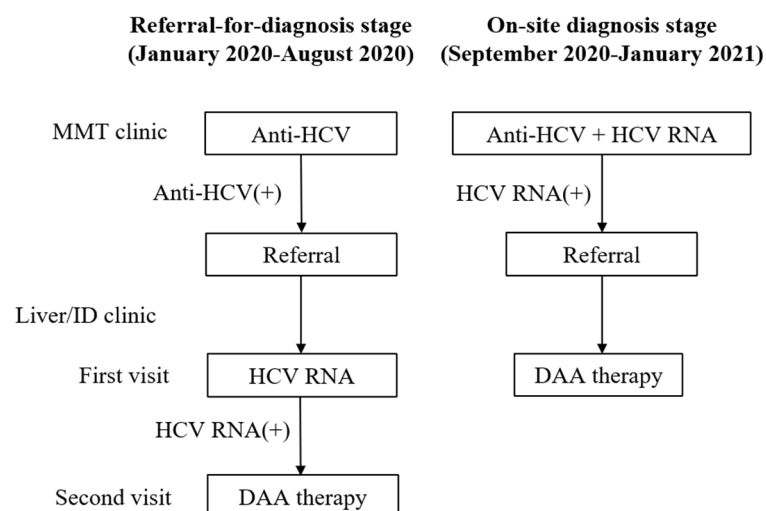 Referral-for-diagnosis stage
(January 2020-August 2020)
On-site diagnosis stage
(September 2020-January 2021)
MMT clinic
Anti-HCV
Anti-HCV + HCV RNA
Anti-HCV(+)
HCV RNA(+)
Referral
Referral
Liver/ID clinic
First visit
HCV RNA
DAA therapy
HCV RNA(+)
Second visit
DAA therapy